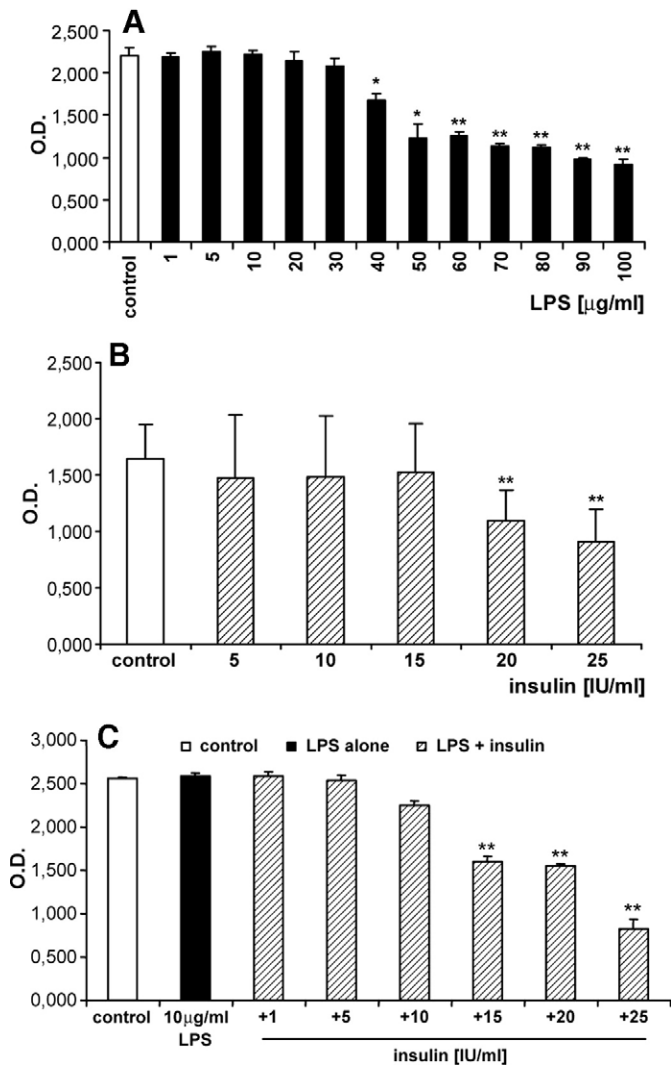 A
2,500
2,000
1,500
1,000
0,500
0,000
O.D.
* * ** ** ** ** **
control 1 5 10 20 30 40 50 60 70 80 90 100
LPS [µg/ml]
B
2,500
2,000
1,500
1,000
0,500
0,000
O.D.
** **
control 5 10 15 20 25
insulin [IU/ml]
C
control LPS alone LPS + insulin
3,000
2,500
2,000
1,500
1,000
0,500
0,000
O.D.
** ** **
control 10µg/ml +1 +5 +10 +15 +20 +25
LPS
insulin [IU/ml]